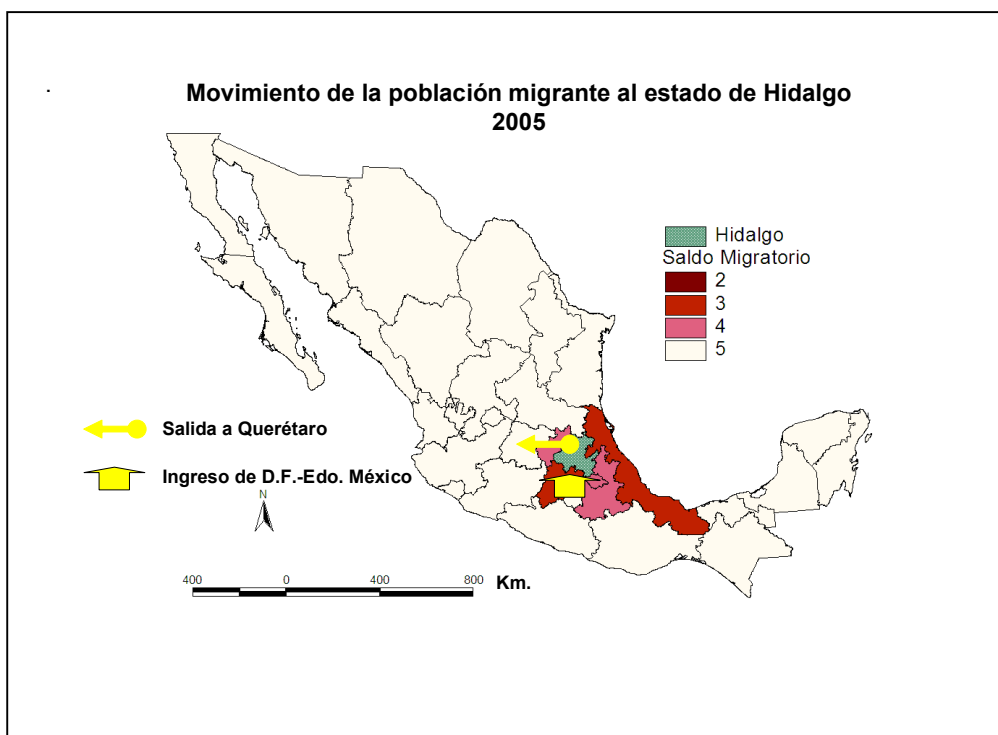 Movimiento de la población migrante al estado de Hidalgo
2005
Hidalgo
Saldo Migratorio
2
3
4
5
Salida a Querétaro
Ingreso de D.F.-Edo. México
N
400 0 400 800 Km.